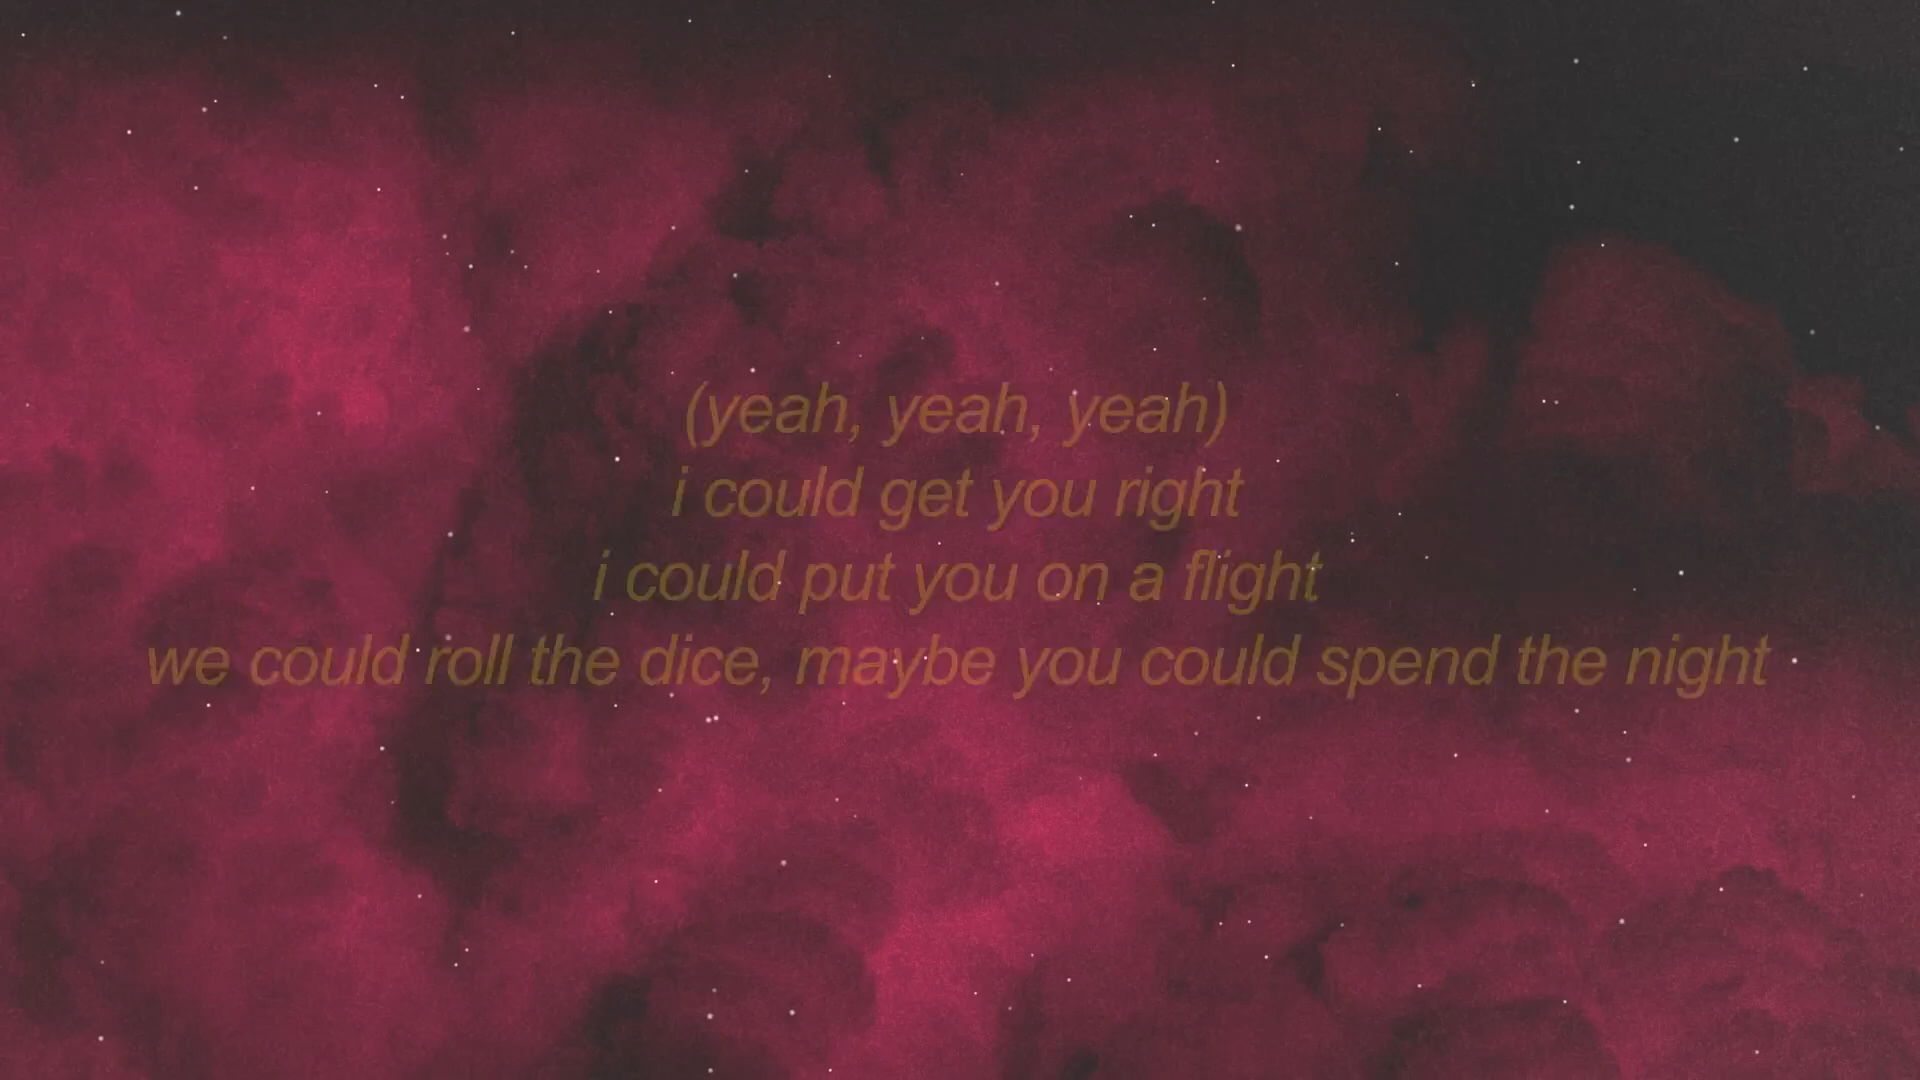 (yeah, yeah, yeah)
i could get you right
i could put you on a flight
we could roll the dice, maybe you could spend the night